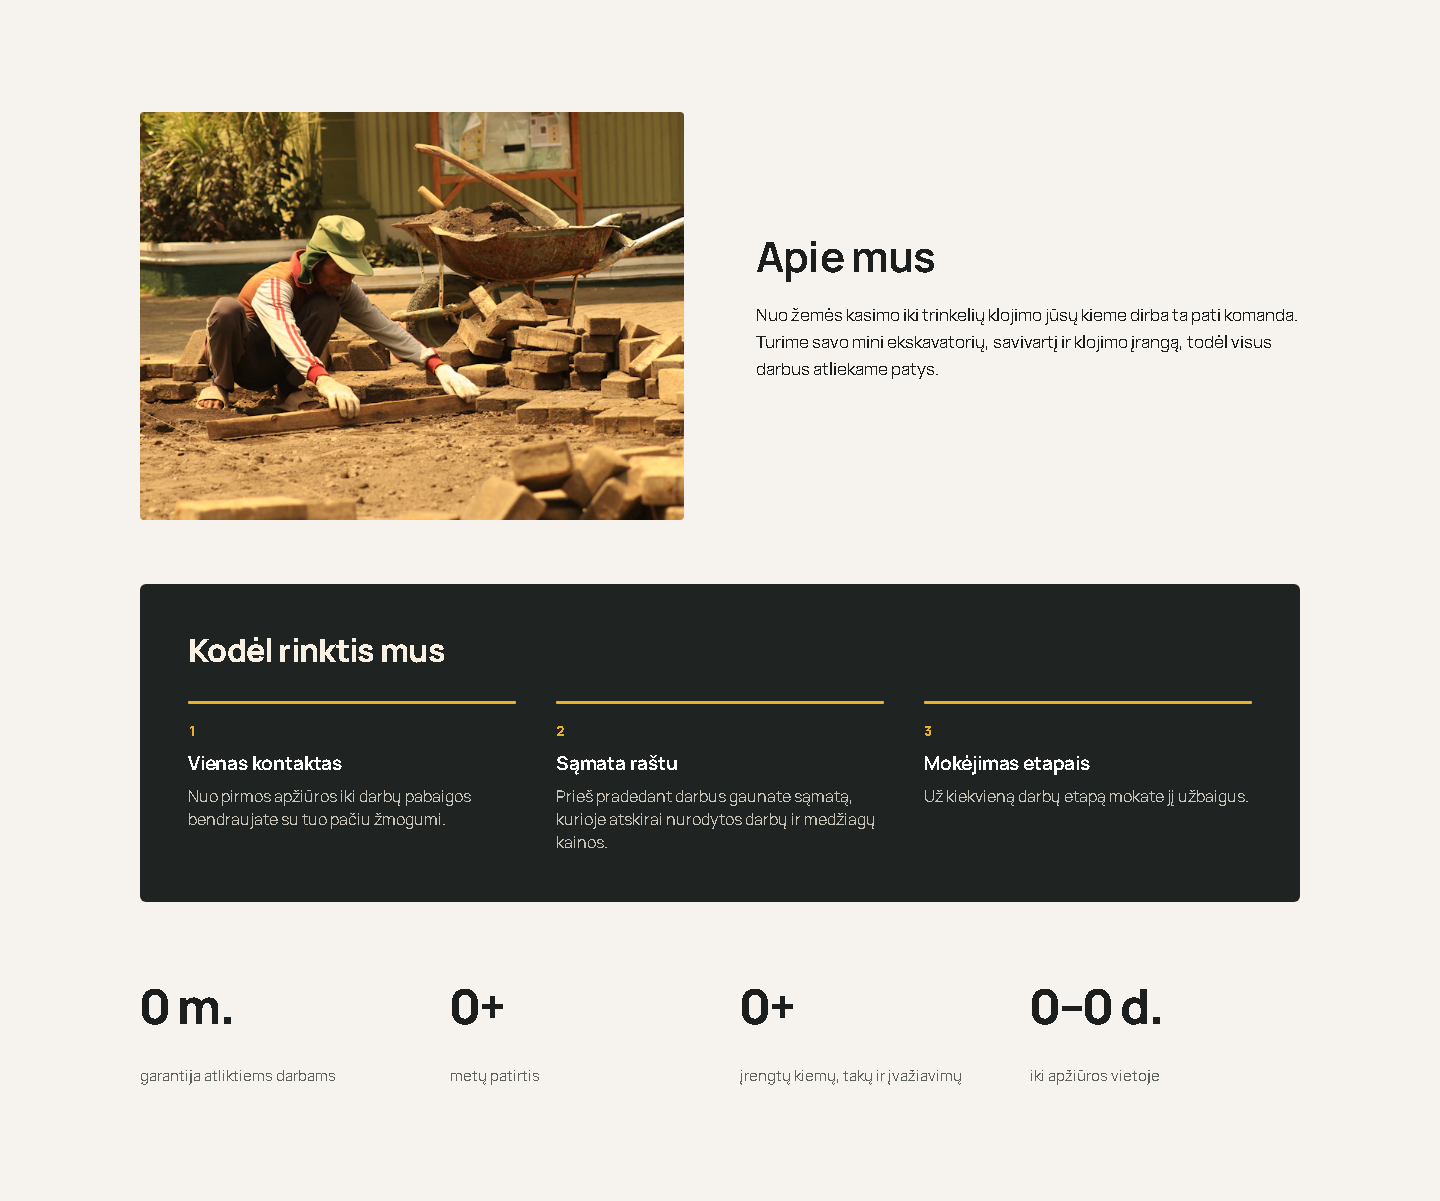 Apie mus
Nuo žemės kasimo iki trinkelių klojimo jūsų kieme dirba ta pati komanda.
Turime savo mini ekskavatorių, savivartį ir klojimo įrangą, todėl visus
darbus atliekame patys.
Kodėl rinktis mus
1
Vienas kontaktas
Nuo pirmos apžiūros iki darbų pabaigos
bendraujate su tuo pačiu žmogumi.
2
Sąmata raštu
Prieš pradedant darbus gaunate sąmatą,
kurioje atskirai nurodytos darbų ir medžiagų
kainos.
3
Mokėjimas etapais
Už kiekvieną darbų etapą mokate jį užbaigus.
0 m.
garantija atliktiems darbams
0+
metų patirtis
0+
įrengtų kiemų, takų ir įvažiavimų
0–0 d.
iki apžiūros vietoje